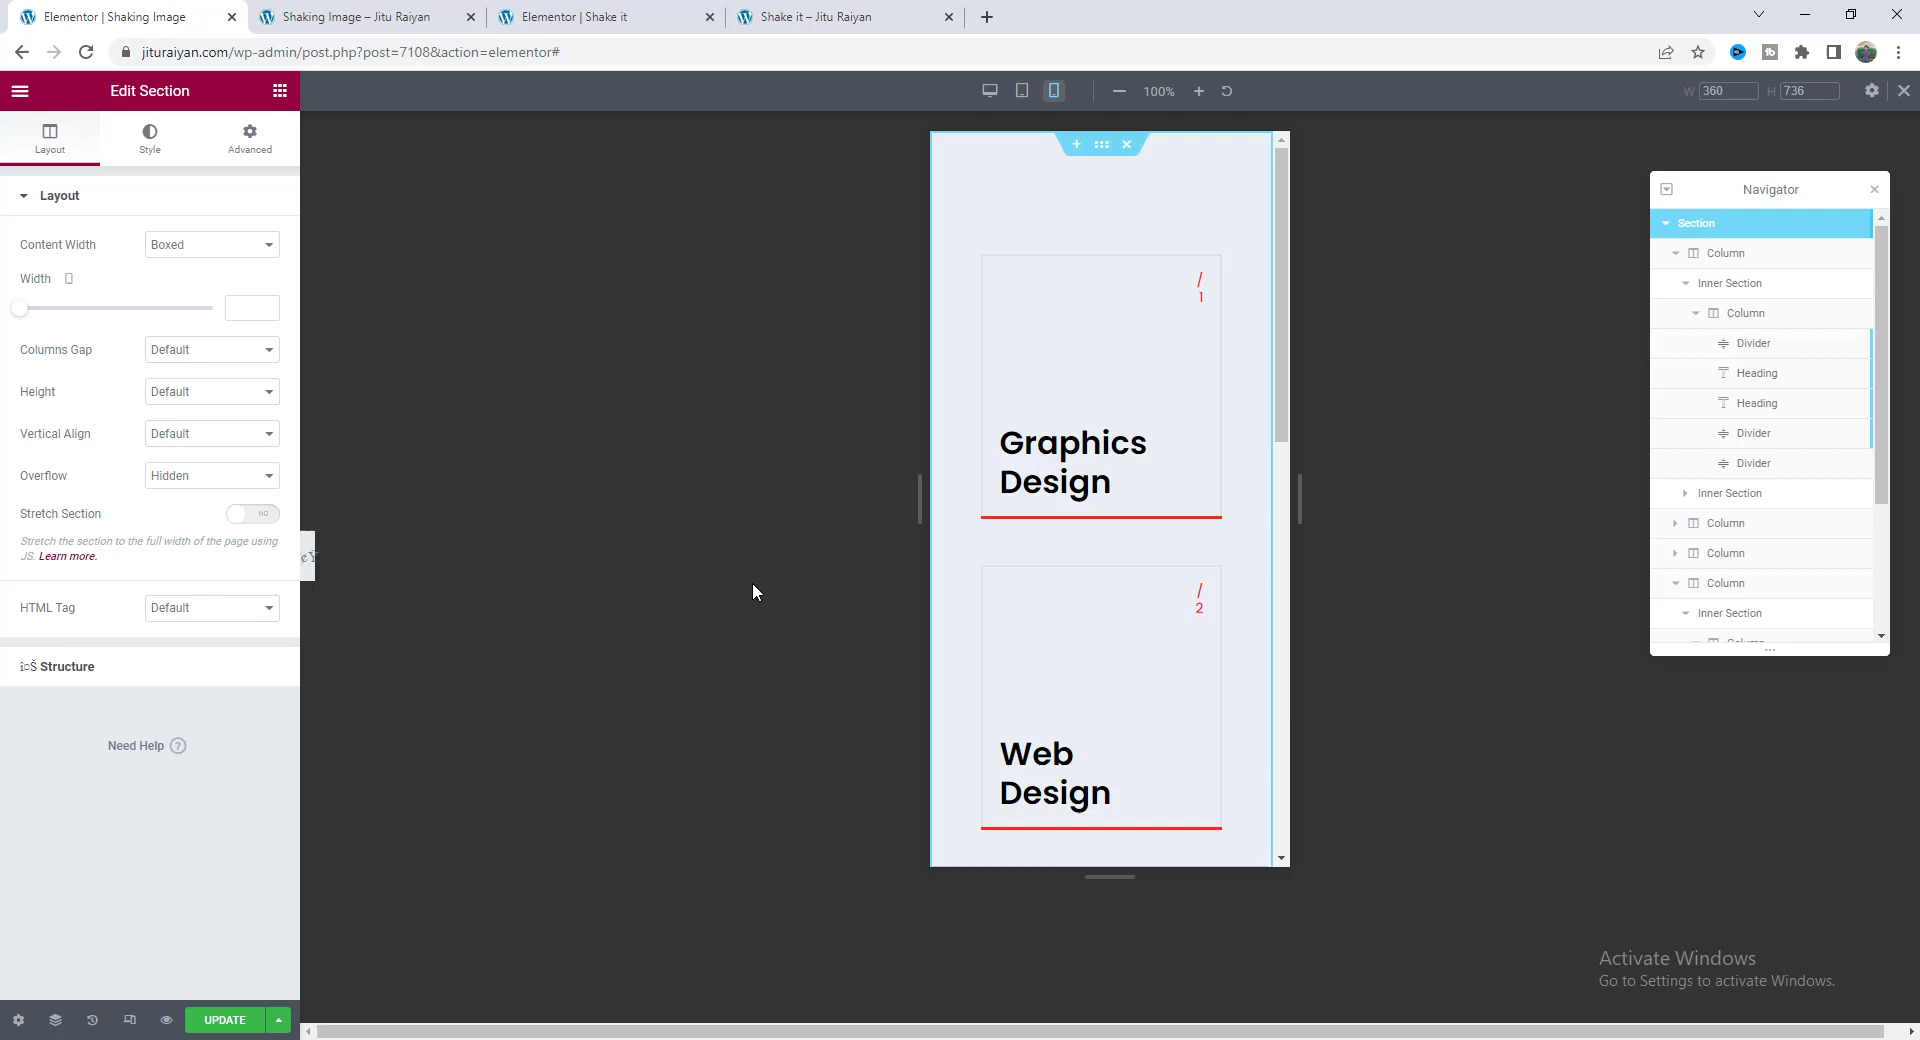 Elementor | Shaking Image
Shaking Image – Jitu Raiyan
Elementor | Shake it
Shake it – Jitu Raiyan
jituraiyan.com/wp-admin/post.php?post=7108&action=elementor#
Edit Section
100%
W 360 H 736
Layout
Style
Advanced
Layout
Content Width
Boxed
Width
Columns Gap
Default
Height
Default
Vertical Align
Default
Overflow
Hidden
Stretch Section
NO
Stretch the section to the full width of the page using
JS. Learn more.
HTML Tag
Default
Structure
Need Help ?
UPDATE
/
1
Graphics
Design
/
2
Web
Design
Navigator
Section
Column
Inner Section
Column
Divider
Heading
Heading
Divider
Divider
Inner Section
Column
Column
Column
Inner Section
Column
Activate Windows
Go to Settings to activate Windows.